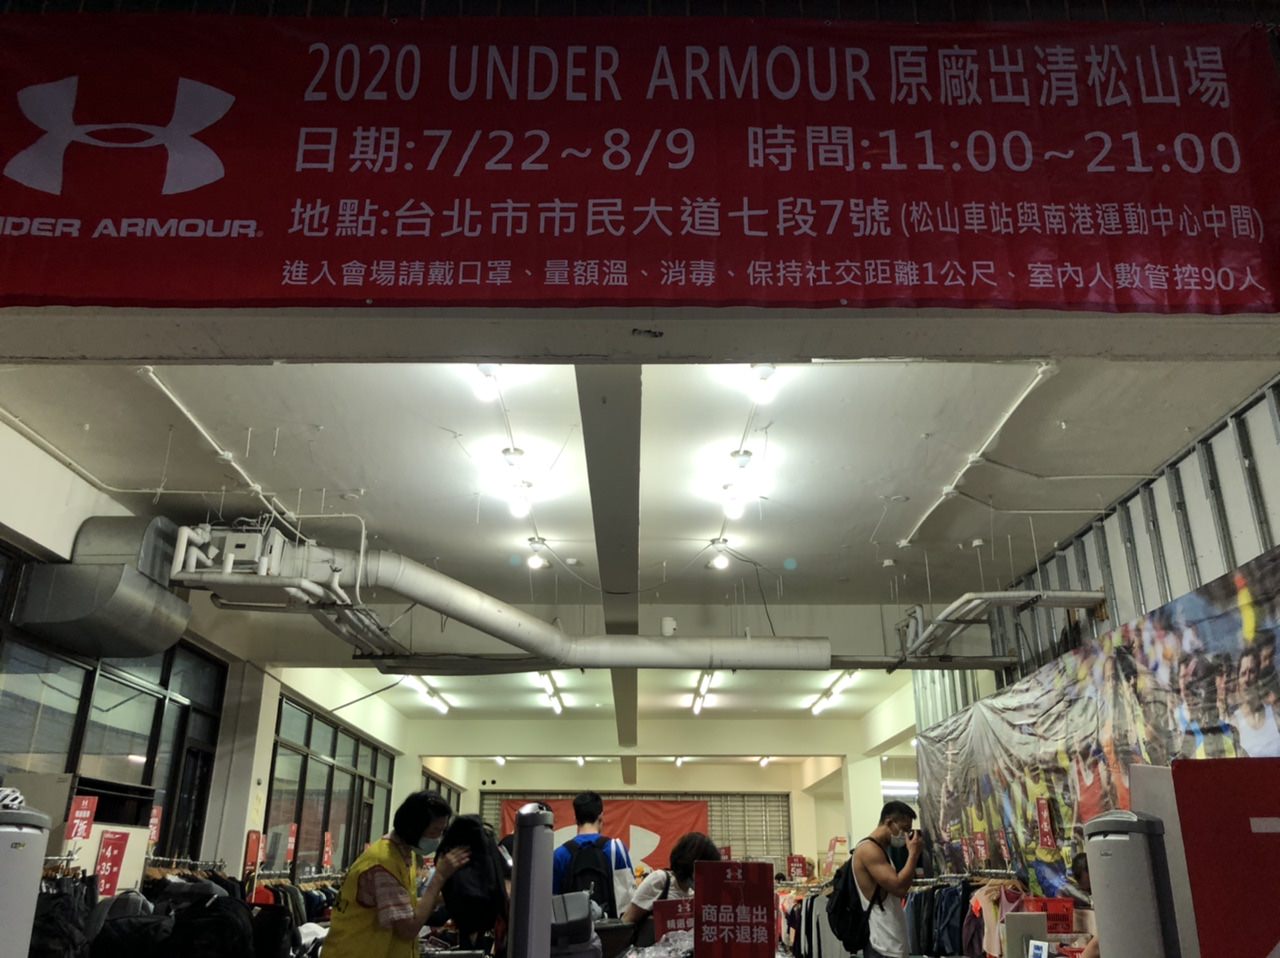 2020 UNDER ARMOUR 原廠出清松山場
日期:7/22~8/9 時間:11:00~21:00
地點:台北市市民大道七段7號(松山車站與南港運動中心中間)
進入會場請戴口罩、量額溫、消毒、保持社交距離1公尺、室內人數管控90人
NDER ARMOUR
7折
商品售出
恕不退換